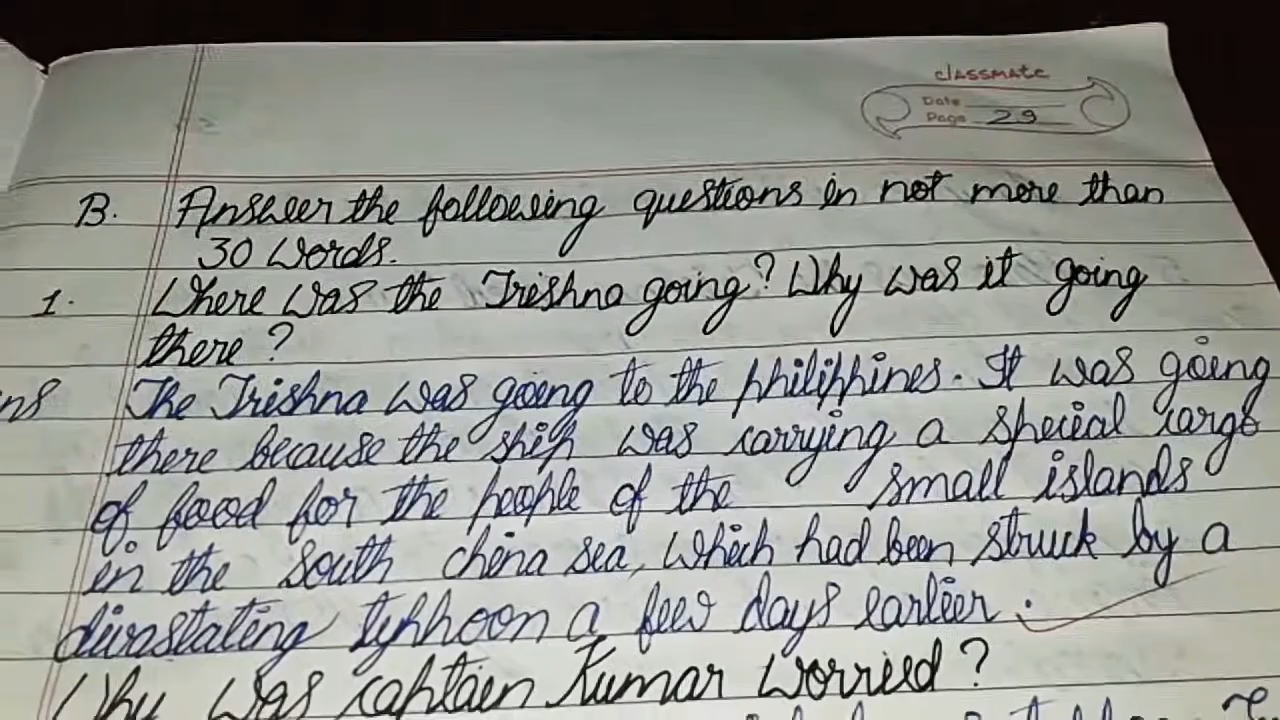 classmate
Date
Page 29
B. Answer the following questions in not more than
30 words.
1. Where was the Trishna going? Why was it going
there?
ns The Trishna was going to the philippines. It was going
there because the ship was carrying a special cargo
of food for the people of the small islands
in the south china sea, which had been struck by a
divastating typhoon a few days earlier.
Why was captain Kumar worried?